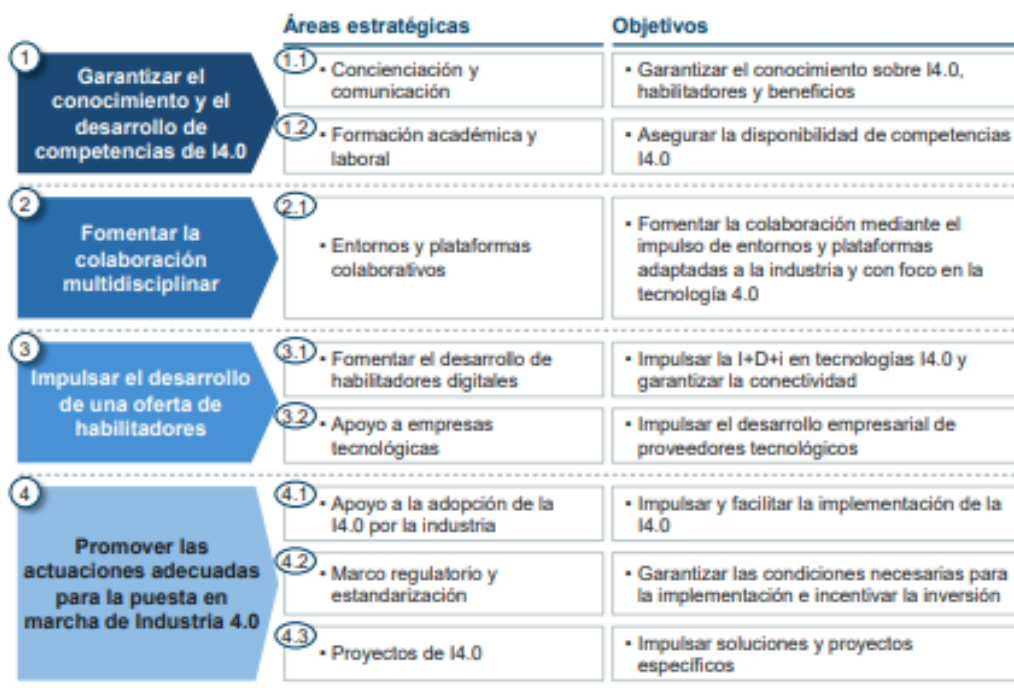 Áreas estratégicas
Objetivos
1
Garantizar el
conocimiento y el
desarrollo de
competencias de I4.0
1.1
• Concienciación y
comunicación
• Garantizar el conocimiento sobre I4.0,
habilitadores y beneficios
1.2
• Formación académica y
laboral
• Asegurar la disponibilidad de competencias
I4.0
2
Fomentar la
colaboración
multidisciplinar
2.1
• Entornos y plataformas
colaborativos
• Fomentar la colaboración mediante el
impulso de entornos y plataformas
adaptadas a la industria y con foco en la
tecnología 4.0
3
Impulsar el desarrollo
de una oferta de
habilitadores
3.1
• Fomentar el desarrollo de
habilitadores digitales
• Impulsar la I+D+i en tecnologías I4.0 y
garantizar la conectividad
3.2
• Apoyo a empresas
tecnológicas
• Impulsar el desarrollo empresarial de
proveedores tecnológicos
4
Promover las
actuaciones adecuadas
para la puesta en
marcha de Industria 4.0
4.1
• Apoyo a la adopción de la
I4.0 por la industria
• Impulsar y facilitar la implementación de la
I4.0
4.2
• Marco regulatorio y
estandarización
• Garantizar las condiciones necesarias para
la implementación e incentivar la inversión
4.3
• Proyectos de I4.0
• Impulsar soluciones y proyectos
específicos